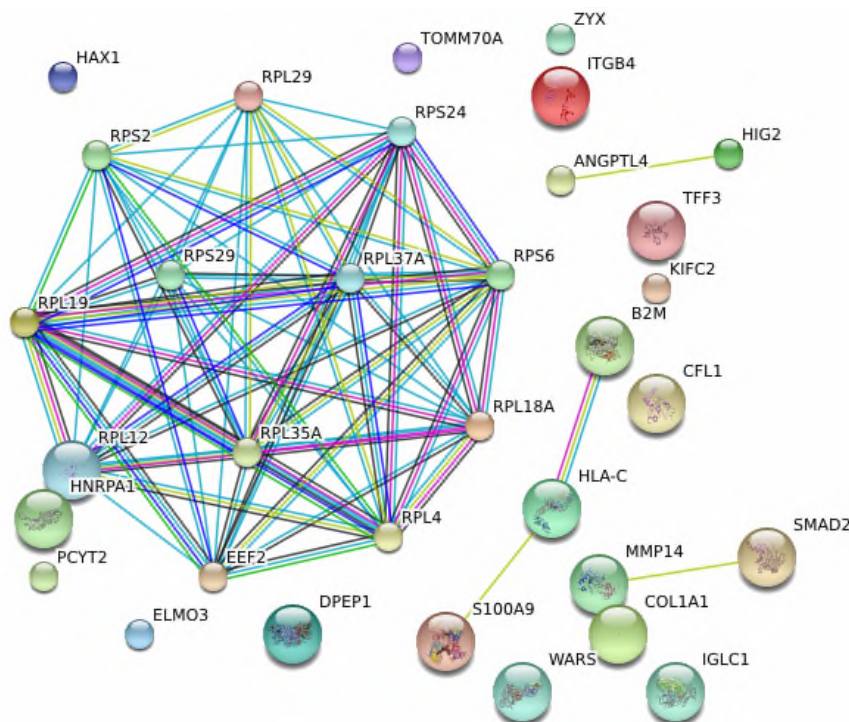 ZYX
TOMM70A
HAX1
ITGB4
RPL29
RPS24
RPS2
HIG2
ANGPTL4
TFF3
RPS29
RPL37A
RPS6
KIFC2
RPL19
B2M
CFL1
RPL18A
RPL12
RPL35A
HNRPA1
HLA-C
RPL4
SMAD2
PCYT2
EEF2
MMP14
ELMO3
DPEP1
S100A9
COL1A1
WARS
IGLC1